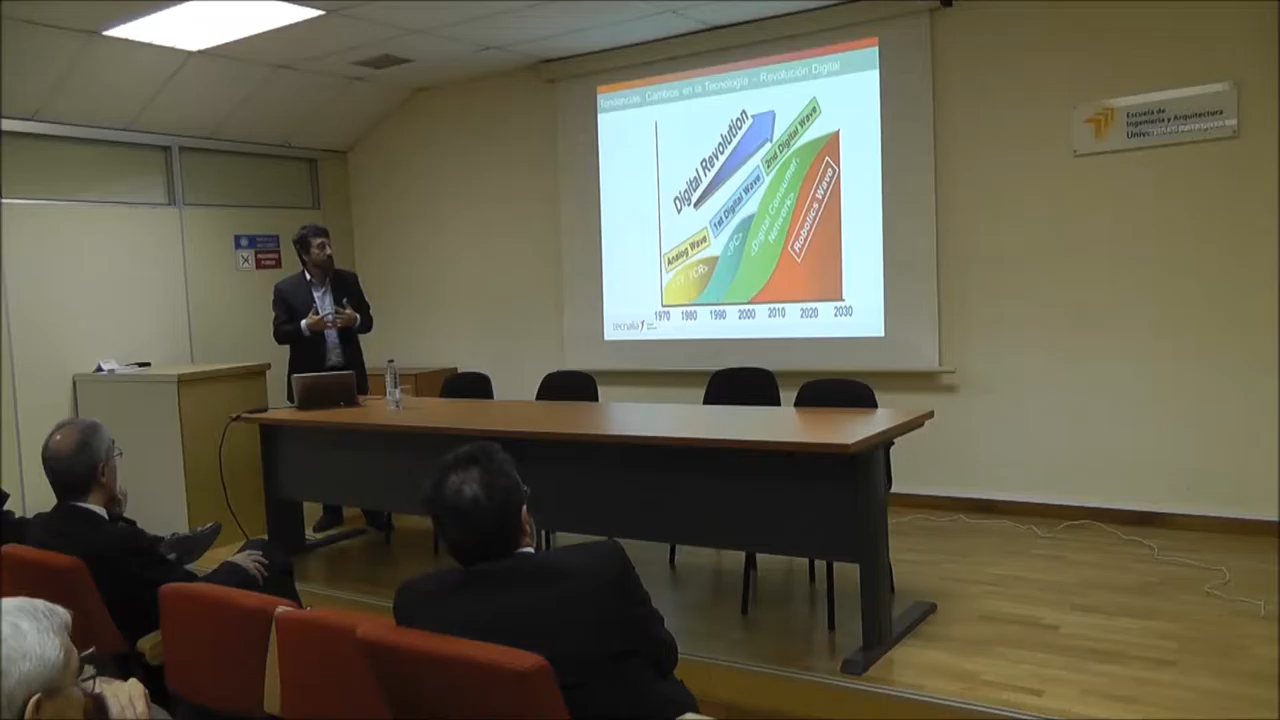 Tendencias: Cambios en la Tecnología – Revolución Digital
Digital Revolution
2nd Digital Wave
1st Digital Wave
Analog Wave
<TV, VCR>
<PC>
<Digital Consumer,
Network>
Robotics Wave
1970 1980 1990 2000 2010 2020 2030
tecnalia
Escuela de
Ingeniería y Arquitectura